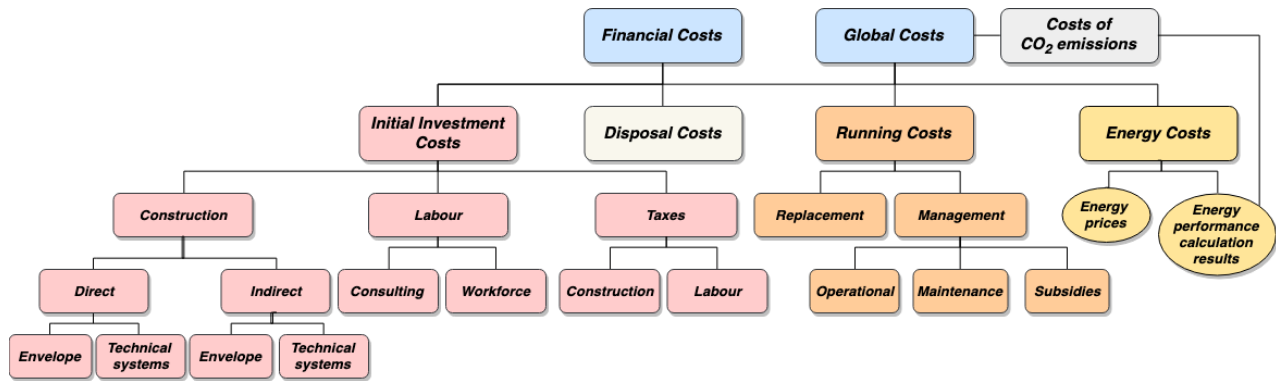 Financial Costs
Global Costs
Costs of
CO₂ emissions
Initial Investment
Costs
Disposal Costs
Running Costs
Energy Costs
Construction
Labour
Taxes
Replacement
Management
Energy
prices
Energy
performance
calculation
results
Direct
Indirect
Consulting
Workforce
Construction
Labour
Operational
Maintenance
Subsidies
Envelope
Technical
systems
Envelope
Technical
systems